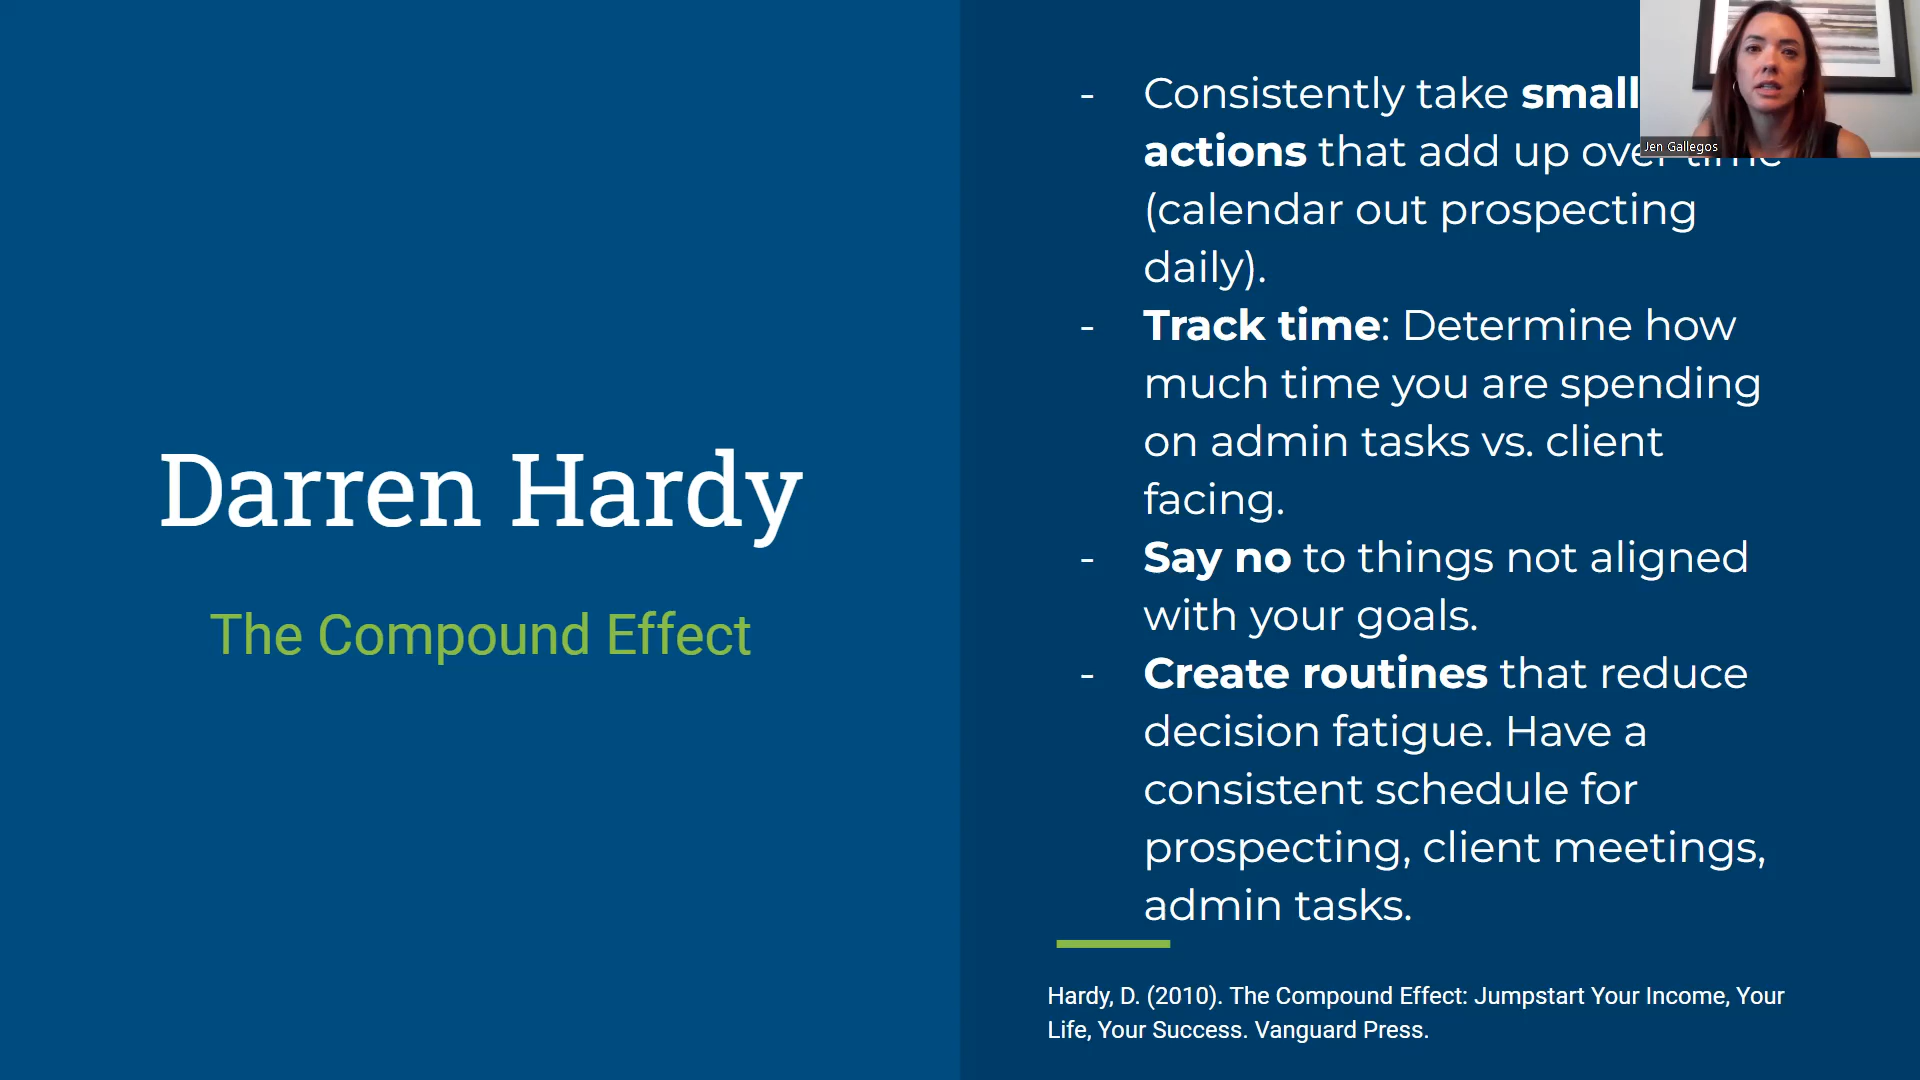 Darren Hardy
The Compound Effect
- Consistently take small
actions that add up over time
(calendar out prospecting
daily).
- Track time: Determine how
much time you are spending
on admin tasks vs. client
facing.
- Say no to things not aligned
with your goals.
- Create routines that reduce
decision fatigue. Have a
consistent schedule for
prospecting, client meetings,
admin tasks.
Hardy, D. (2010). The Compound Effect: Jumpstart Your Income, Your
Life, Your Success. Vanguard Press.
Jen Gallegos